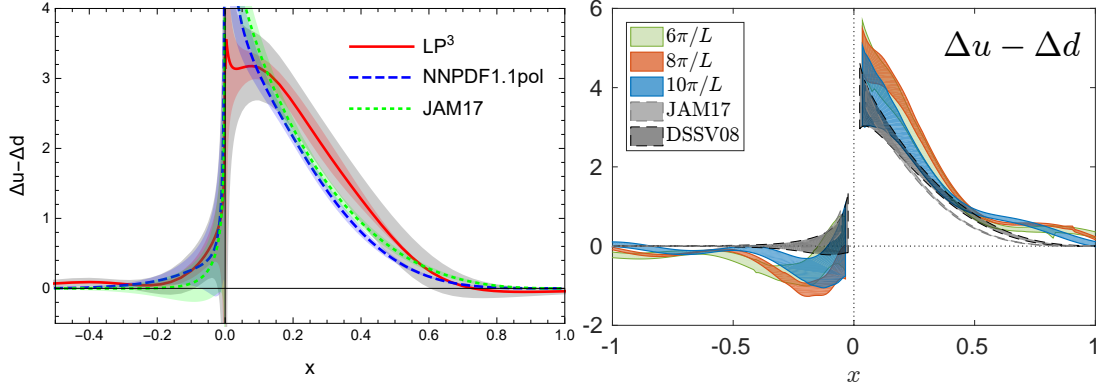 4
3
2
1
0
Δu-Δd
LP³
NNPDF1.1pol
JAM17
−0.4
−0.2
0.0
0.2
0.4
0.6
0.8
1.0
x
6
4
2
0
-2
6π/L
8π/L
10π/L
JAM17
DSSV08
Δu − Δd
-1
-0.5
0
0.5
1
x